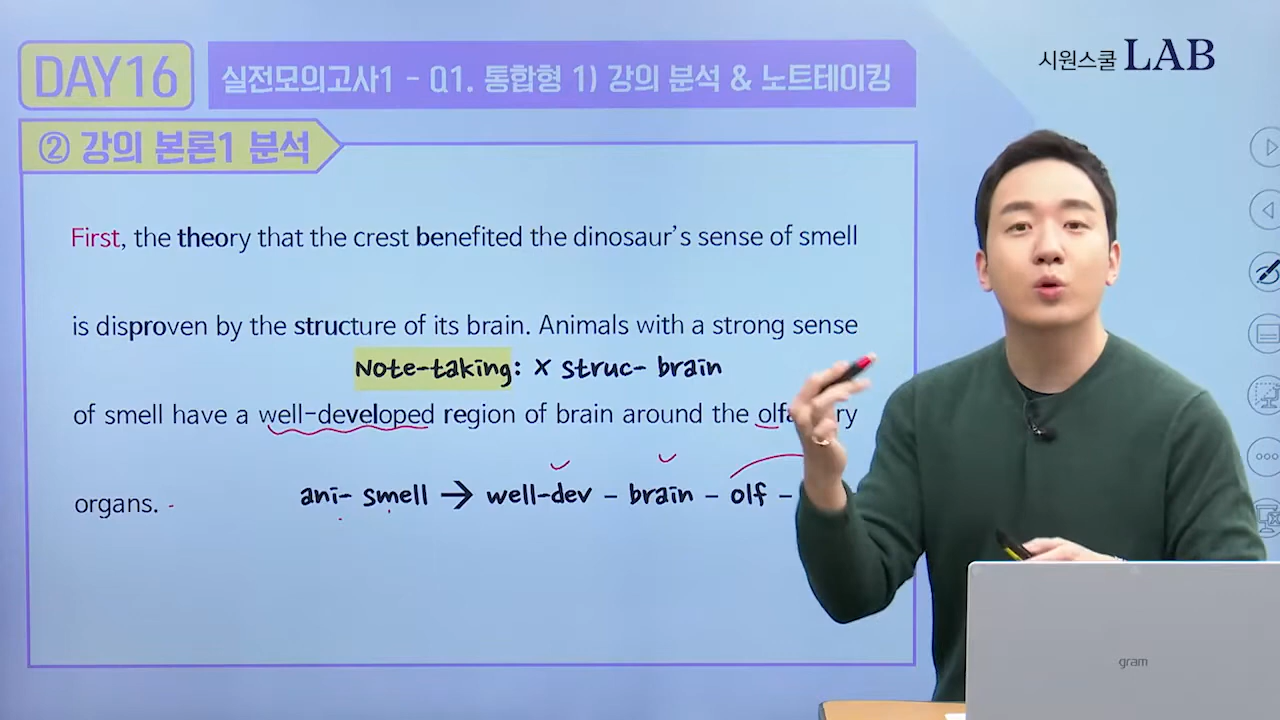 시원스쿨 LAB
DAY16
실전모의고사1 - Q1. 통합형 1) 강의 분석 & 노트테이킹
② 강의 본론1 분석
First, the theory that the crest benefited the dinosaur's sense of smell
is disproven by the structure of its brain. Animals with a strong sense
Note-taking: X struc- brain
of smell have a well-developed region of brain around the
organs.
ani- smell → well-dev - brain - olf -
gram